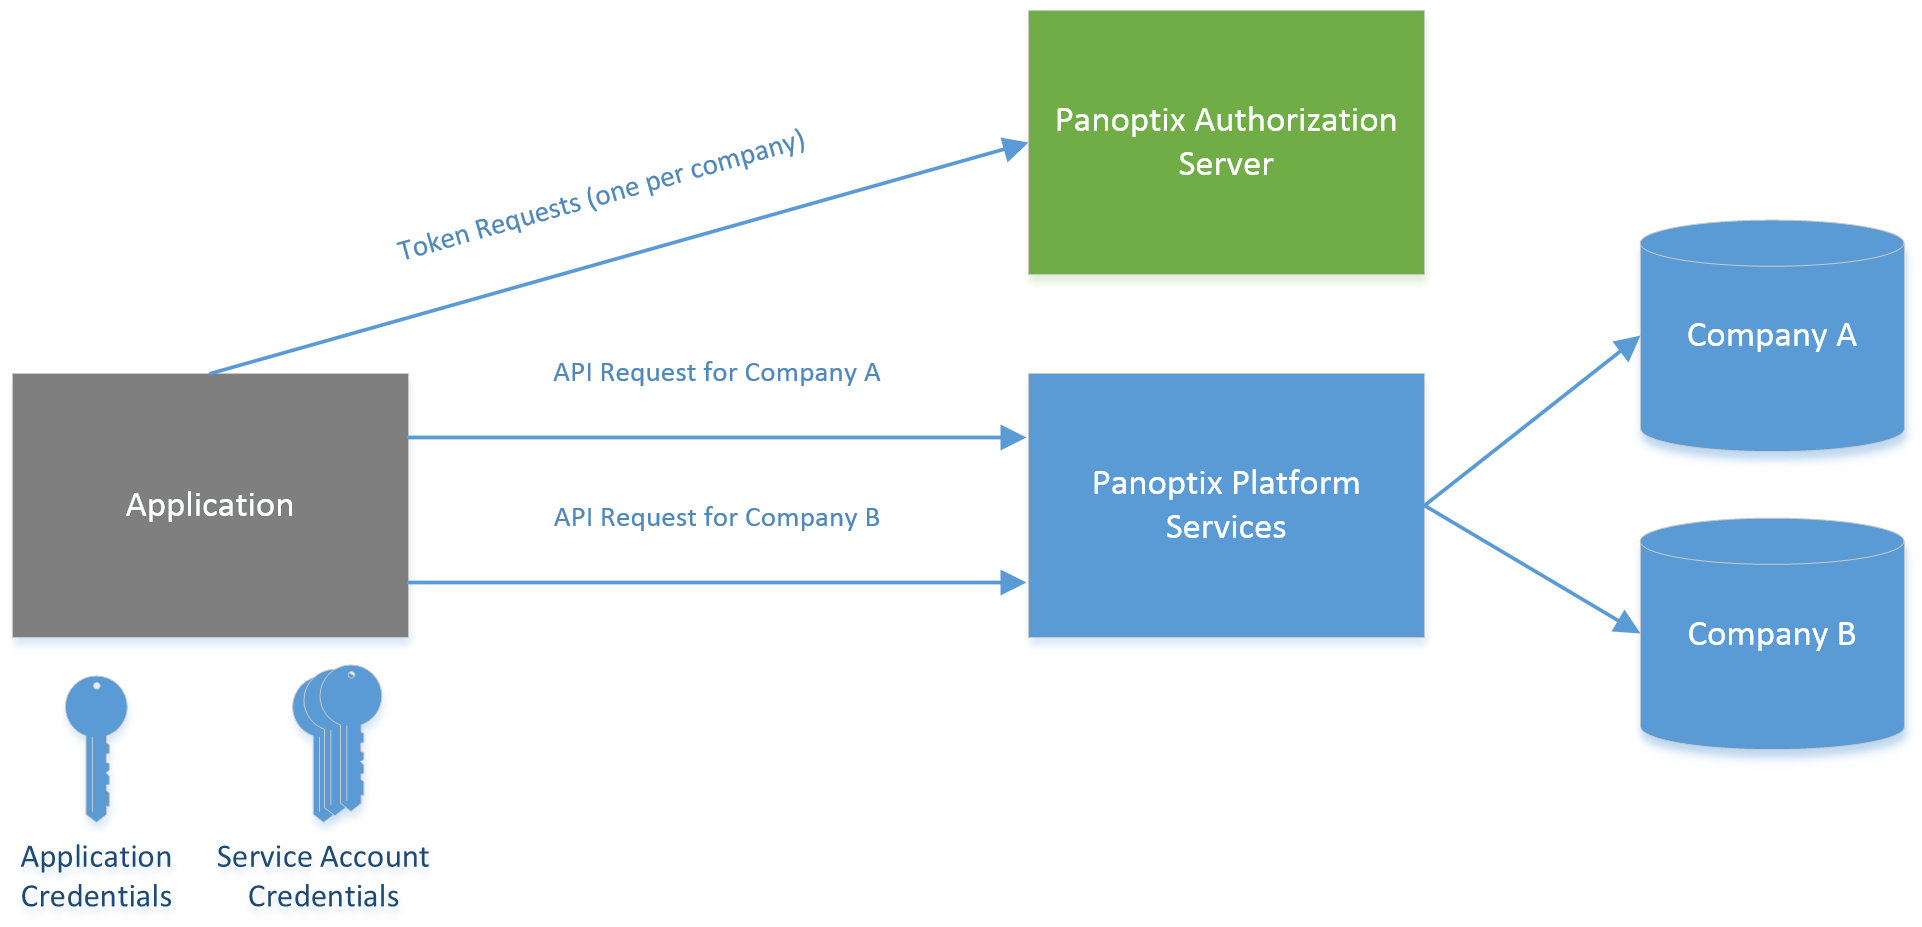 Panoptix Authorization
Server
Token Requests (one per company)
Company A
API Request for Company A
Application
Panoptix Platform
Services
API Request for Company B
Company B
Application
Credentials
Service Account
Credentials